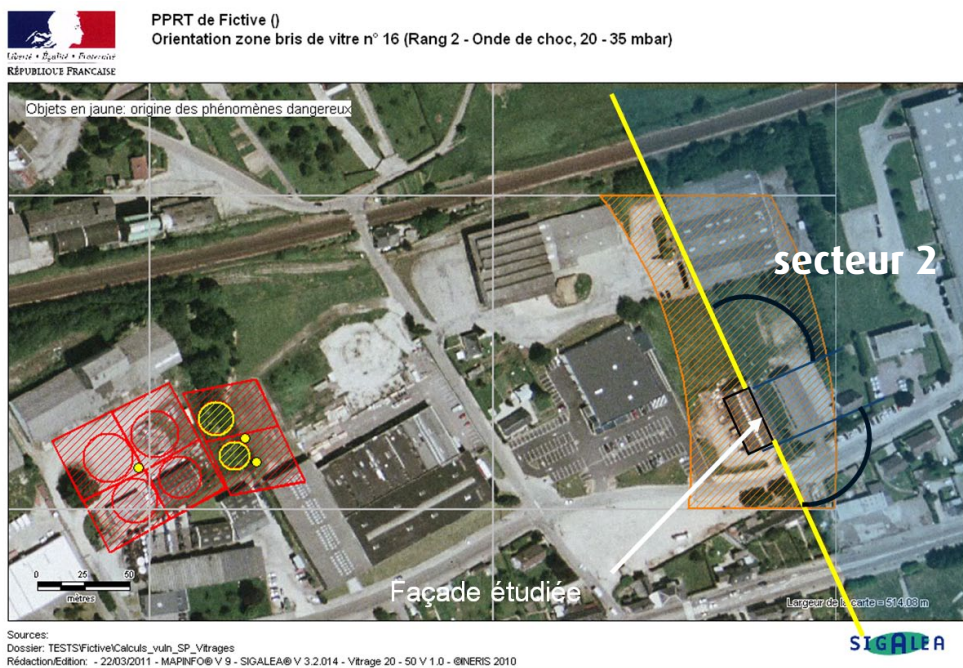 PPRT de Fictive ()
Orientation zone bris de vitre n° 16 (Rang 2 - Onde de choc, 20 - 35 mbar)
Liberté • Égalité • Fraternité
RÉPUBLIQUE FRANÇAISE
Objets en jaune: origine des phénomènes dangereux
secteur 2
Façade étudiée
0 25 50
mètres
Largeur de la carte = 514.03 m
Sources:
Dossier: TESTS\Fictive\Calculs_vuln_SP_Vitrages
Rédaction/Edition: - 22/03/2011 - MAPINFO® V 9 - SIGALEA® V 3.2.014 - Vitrage 20 - 50 V 1.0 - ©INERIS 2010
SIGALEA